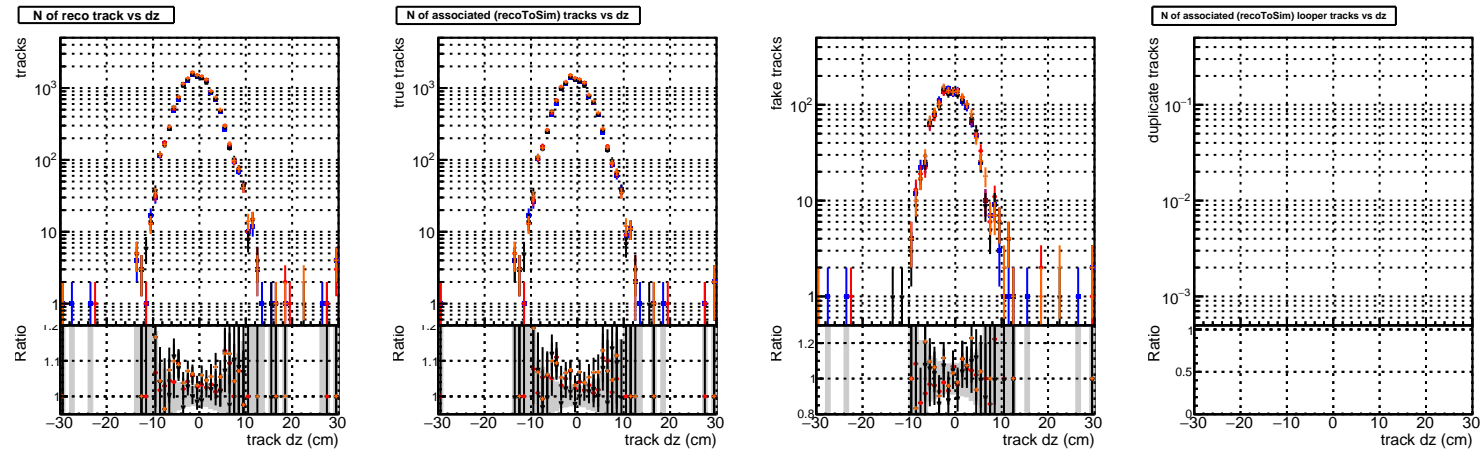 N of reco track vs dz
tracks
10³
10²
10
1
Ratio
1.2
1.1
1
−30 −20 −10 0 10 20 30
track dz (cm)
N of associated (recoToSim) tracks vs dz
true tracks
10³
10²
10
1
Ratio
1.2
1.1
1
−30 −20 −10 0 10 20 30
track dz (cm)
fake tracks
10²
10
1
Ratio
1.2
1
0.8
−30 −20 −10 0 10 20 30
track dz (cm)
N of associated (recoToSim) looper tracks vs dz
duplicate tracks
10⁻¹
10⁻²
10⁻³
Ratio
1
0.5
0
−30 −20 −10 0 10 20 30
track dz (cm)